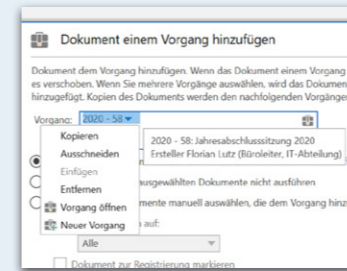 Dokument einem Vorgang hinzufügen
Dokument dem Vorgang hinzufügen. Wenn das Dokument einem Vorgang
es verschoben. Wenn Sie mehrere Vorgänge auswählen, wird das Dokumen
hinzugefügt. Kopien des Dokuments werden den nachfolgenden Vorgänge
Vorgang: 2020 - 58
Kopieren
Ausschneiden
Einfügen
Entfernen
Vorgang öffnen
Neuer Vorgang
2020 - 58: Jahresabschlusssitzung 2020
Ersteller Florian Lutz (Büroleiter, IT-Abteilung)
ausgewählten Dokumente nicht ausführen
mente manuell auswählen, die dem Vorgang hinz
auf:
Alle
Dokument zur Registrierung markieren